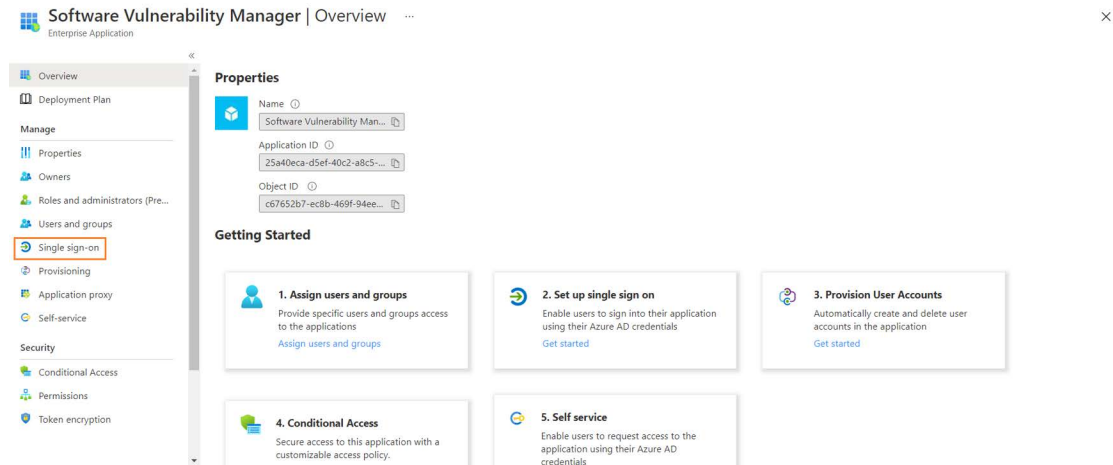 Software Vulnerability Manager | Overview ...
Enterprise Application
«
Overview
Deployment Plan
Manage
Properties
Owners
Roles and administrators (Pre...
Users and groups
Single sign-on
Provisioning
Application proxy
Self-service
Security
Conditional Access
Permissions
Token encryption
Properties
Name
Software Vulnerability Man...
Application ID
25a40eca-d5ef-40c2-a8c5-...
Object ID
c67652b7-ec8b-469f-94ee...
Getting Started
1. Assign users and groups
Provide specific users and groups access
to the applications
Assign users and groups
2. Set up single sign on
Enable users to sign into their application
using their Azure AD credentials
Get started
3. Provision User Accounts
Automatically create and delete user
accounts in the application
Get started
4. Conditional Access
Secure access to this application with a
customizable access policy.
5. Self service
Enable users to request access to the
application using their Azure AD
credentials